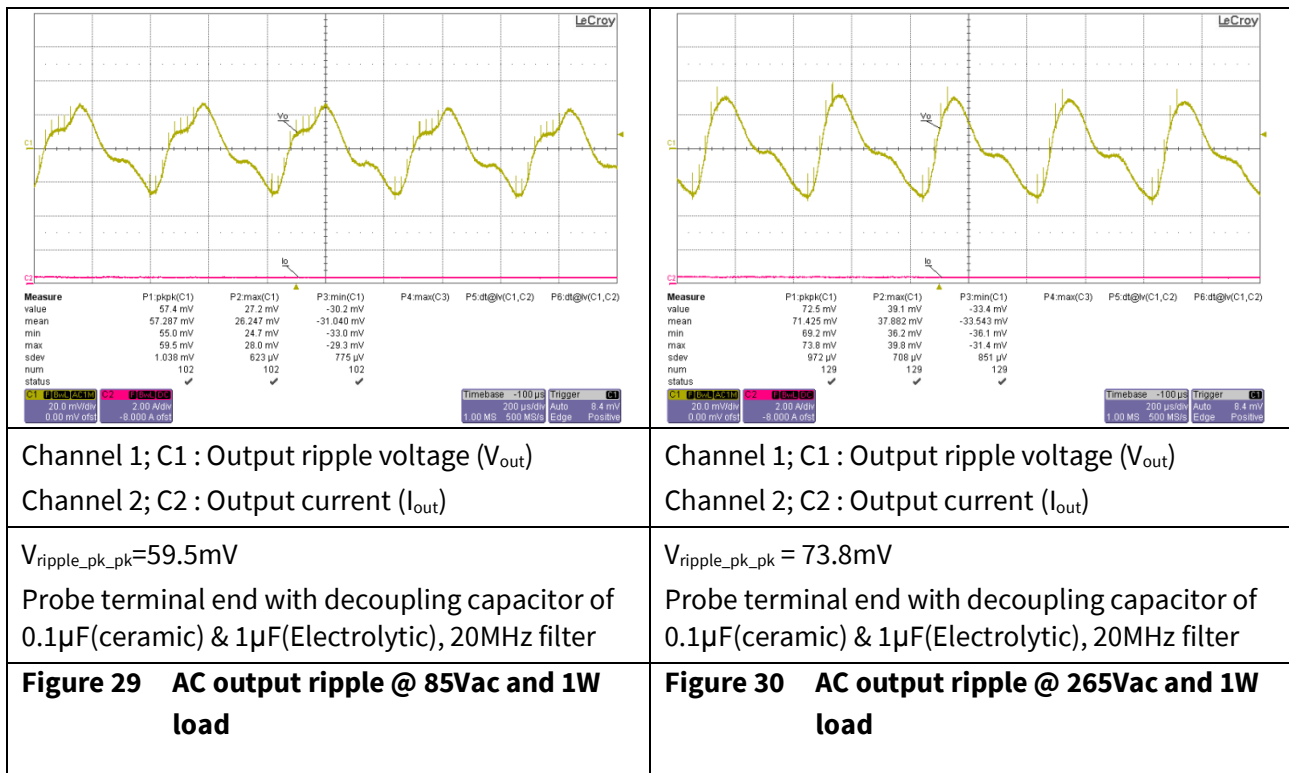 LeCroy
C1
Vo
Io
C2
Measure P1:pkpk(C1) P2:max(C1) P3:min(C1) P4:max(C3) P5:dt@lv(C1,C2) P6:dt@lv(C1,C2)
value 57.4 mV 27.2 mV -30.2 mV
mean 57.287 mV 26.247 mV -31.040 mV
min 55.0 mV 24.7 mV -33.0 mV
max 59.5 mV 28.0 mV -29.3 mV
sdev 1.038 mV 623 µV 775 µV
num 102 102 102
status ✔ ✔ ✔
C1 F BwL AC1M C2 F BwL DC Timebase -100 µs Trigger C1
20.0 mV/div 2.00 A/div 200 µs/div Auto 8.4 mV
0.00 mV ofst -8.000 A ofst 1.00 MS 500 MS/s Edge Positive
Channel 1; C1 : Output ripple voltage (Vout)
Channel 2; C2 : Output current (Iout)
Vripple_pk_pk=59.5mV
Probe terminal end with decoupling capacitor of
0.1µF(ceramic) & 1µF(Electrolytic), 20MHz filter
Figure 29 AC output ripple @ 85Vac and 1W
load
LeCroy
C1
Vo
Io
C2
Measure P1:pkpk(C1) P2:max(C1) P3:min(C1) P4:max(C3) P5:dt@lv(C1,C2) P6:dt@lv(C1,C2)
value 72.5 mV 39.1 mV -33.4 mV
mean 71.425 mV 37.882 mV -33.543 mV
min 69.2 mV 36.2 mV -36.1 mV
max 73.8 mV 39.8 mV -31.4 mV
sdev 972 µV 708 µV 851 µV
num 129 129 129
status ✔ ✔ ✔
C1 F BwL AC1M C2 F BwL DC Timebase -100 µs Trigger C1
20.0 mV/div 2.00 A/div 200 µs/div Auto 8.4 mV
0.00 mV ofst -8.000 A ofst 1.00 MS 500 MS/s Edge Positive
Channel 1; C1 : Output ripple voltage (Vout)
Channel 2; C2 : Output current (Iout)
Vripple_pk_pk = 73.8mV
Probe terminal end with decoupling capacitor of
0.1µF(ceramic) & 1µF(Electrolytic), 20MHz filter
Figure 30 AC output ripple @ 265Vac and 1W
load